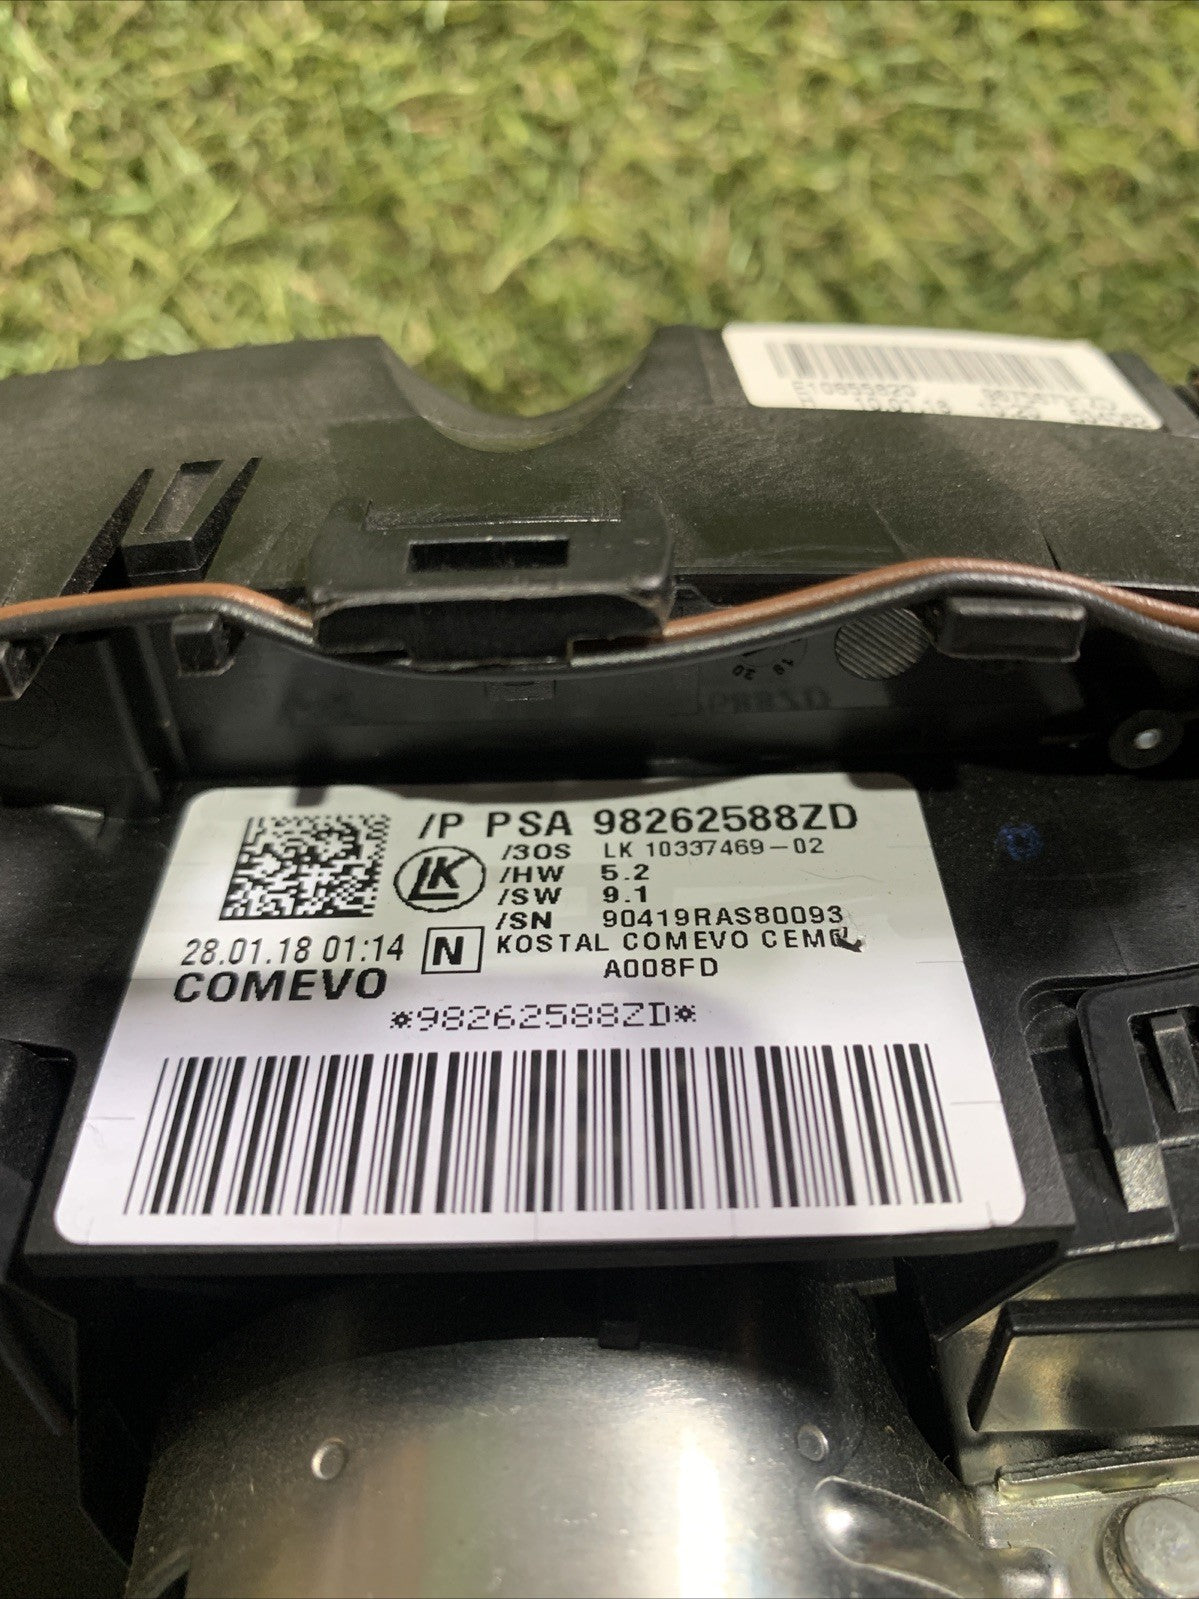 E10855820
/P PSA 98262588ZD
/30S LK 10337469-02
LK
/HW 5.2
/SW 9.1
/SN 90419RAS80093
28.01.18 01:14 N KOSTAL COMEVO
COMEVO A008FD
*98262588ZD*